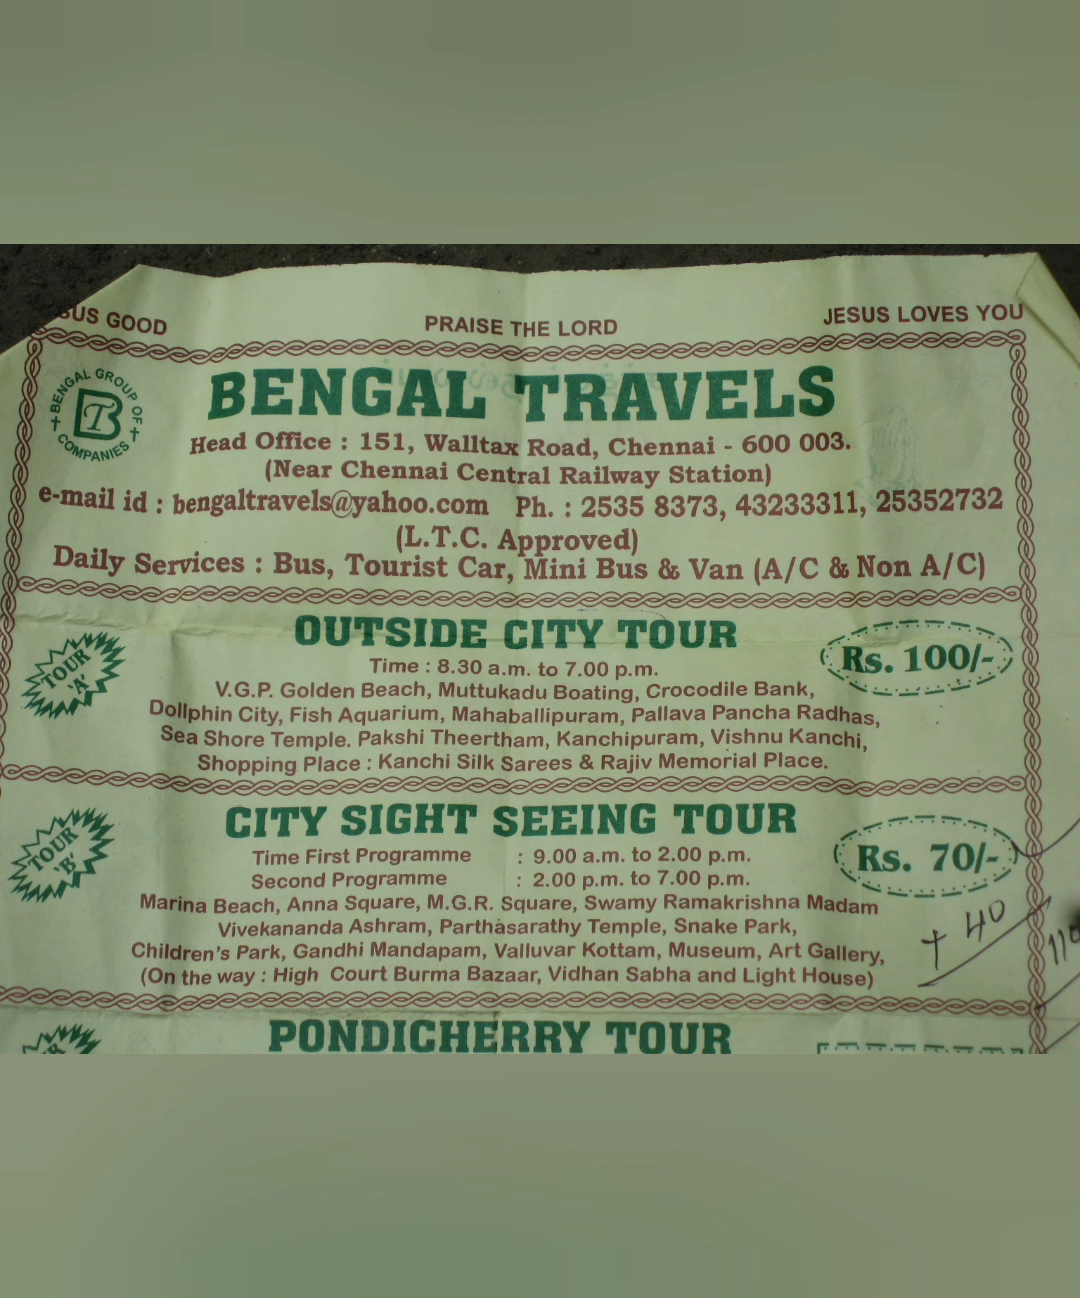 SUS GOOD PRAISE THE LORD JESUS LOVES YOU
BENGAL GROUP OF COMPANIES
BENGAL TRAVELS
Head Office : 151, Walltax Road, Chennai - 600 003.
(Near Chennai Central Railway Station)
e-mail id : bengaltravels@yahoo.com Ph. : 2535 8373, 43233311, 25352732
(L.T.C. Approved)
Daily Services : Bus, Tourist Car, Mini Bus & Van (A/C & Non A/C)
TOUR 'A'
OUTSIDE CITY TOUR
Rs. 100/-
Time : 8.30 a.m. to 7.00 p.m.
V.G.P. Golden Beach, Muttukadu Boating, Crocodile Bank,
Dollphin City, Fish Aquarium, Mahaballipuram, Pallava Pancha Radhas,
Sea Shore Temple. Pakshi Theertham, Kanchipuram, Vishnu Kanchi,
Shopping Place : Kanchi Silk Sarees & Rajiv Memorial Place.
TOUR 'B'
CITY SIGHT SEEING TOUR
Rs. 70/-
Time First Programme : 9.00 a.m. to 2.00 p.m.
Second Programme : 2.00 p.m. to 7.00 p.m.
Marina Beach, Anna Square, M.G.R. Square, Swamy Ramakrishna Madam
Vivekananda Ashram, Parthasarathy Temple, Snake Park,
Children's Park, Gandhi Mandapam, Valluvar Kottam, Museum, Art Gallery,
(On the way : High Court Burma Bazaar, Vidhan Sabha and Light House)
+ 40
110
PONDICHERRY TOUR